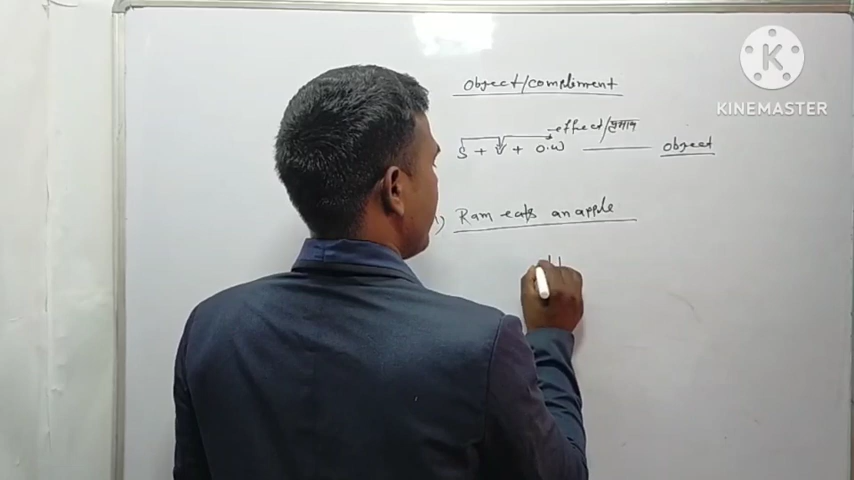 Object/compliment
effect/प्रभाव
S + V + O.W object
) Ram eats an apple
K
KINEMASTER